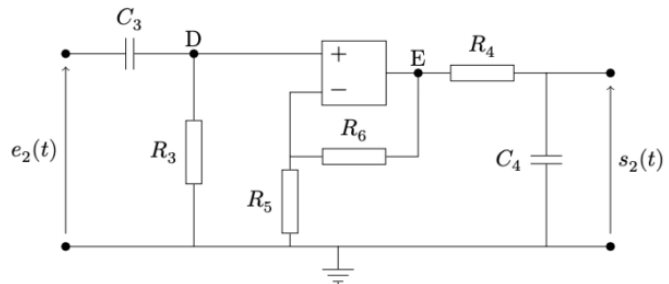 C₃
D
+
−
E
R₄
e₂(t)
R₃
R₆
R₅
C₄
s₂(t)